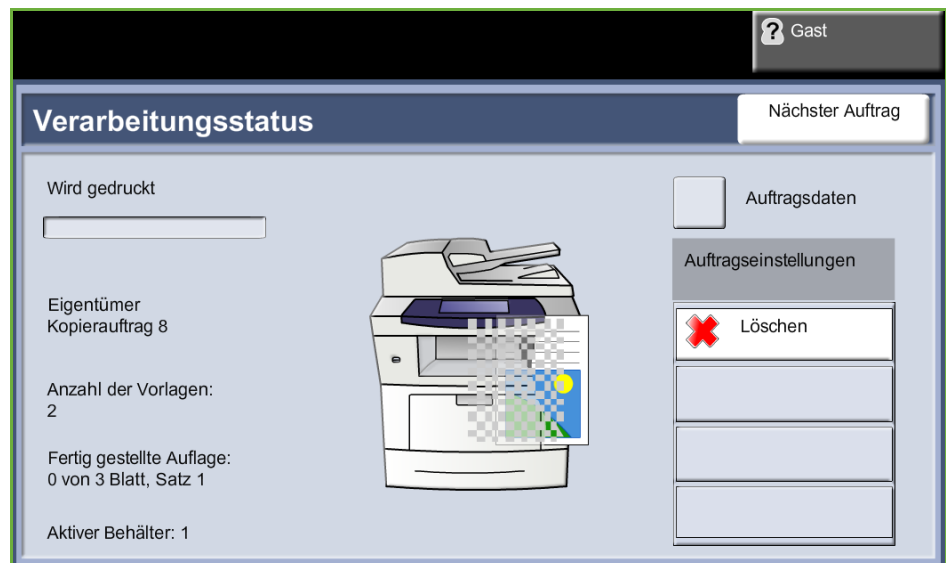 Gast
Verarbeitungsstatus
Nächster Auftrag
Wird gedruckt
Auftragsdaten
Auftragseinstellungen
Eigentümer
Kopierauftrag 8
Löschen
Anzahl der Vorlagen:
2
Fertig gestellte Auflage:
0 von 3 Blatt, Satz 1
Aktiver Behälter: 1